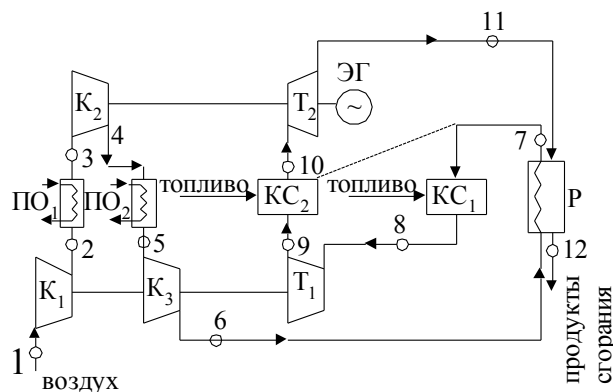 11
ЭГ
К₂
Т₂
~
4
3
7
10
ПО₁
ПО₂
топливо
КС₂
топливо
КС₁
Р
2
5
9
8
12
К₁
К₃
Т₁
6
1
воздух
продукты
сгорания